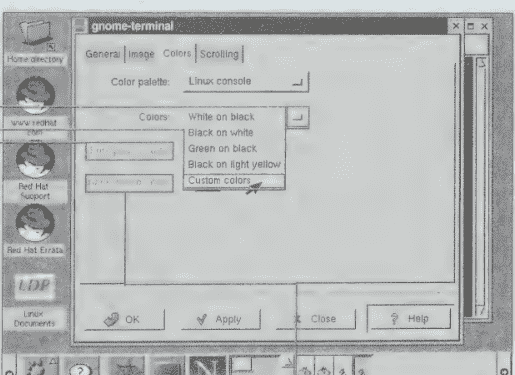 gnome-terminal
General Image Colors Scrolling
Home directory
Color palette: Linux console
Colors: White on black
Black on white
Green on black
Black on light yellow
Custom colors
www.redhat.com
Red Hat
Support
Red Hat Errata
LDP
Linux
Documents
OK Apply Close Help